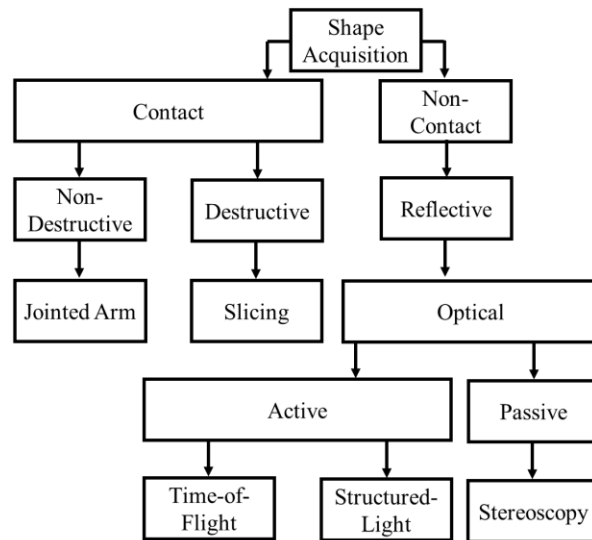 Shape
Acquisition
Contact
Non-
Contact
Non-
Destructive
Destructive
Reflective
Jointed Arm
Slicing
Optical
Active
Passive
Time-of-
Flight
Structured-
Light
Stereoscopy